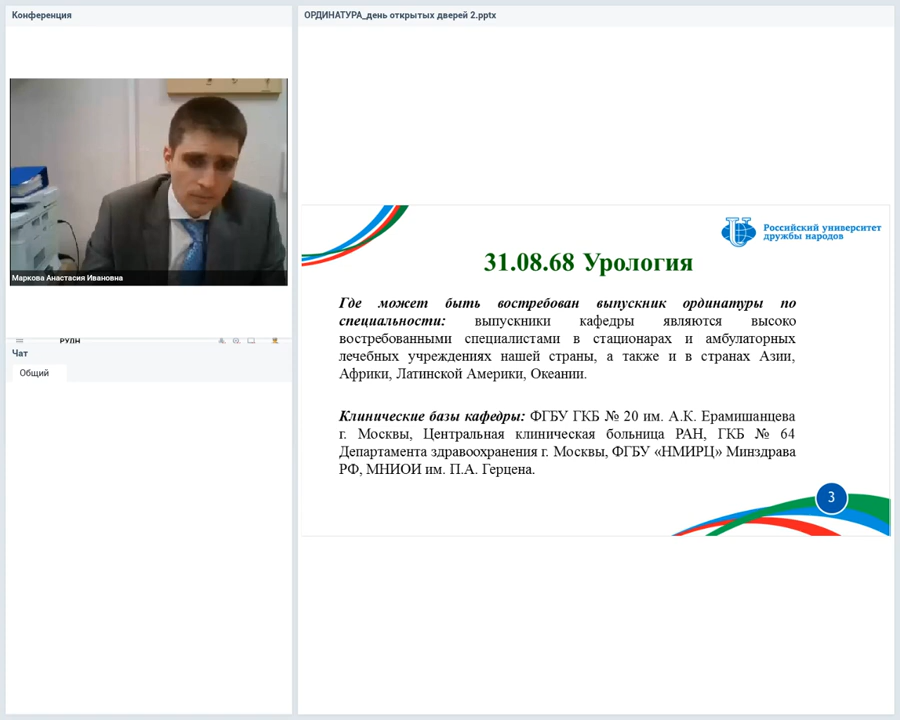 Конференция
ОРДИНАТУРА_день открытых дверей 2.pptx
Маркова Анастасия Ивановна
РУДН
Чат
Общий
Российский университет
дружбы народов
31.08.68 Урология
Где может быть востребован выпускник ординатуры по
специальности: выпускники кафедры являются высоко
востребованными специалистами в стационарах и амбулаторных
лечебных учреждениях нашей страны, а также и в странах Азии,
Африки, Латинской Америки, Океании.
Клинические базы кафедры: ФГБУ ГКБ № 20 им. А.К. Ерамишанцева
г. Москвы, Центральная клиническая больница РАН, ГКБ № 64
Департамента здравоохранения г. Москвы, ФГБУ «НМИРЦ» Минздрава
РФ, МНИОИ им. П.А. Герцена.
3